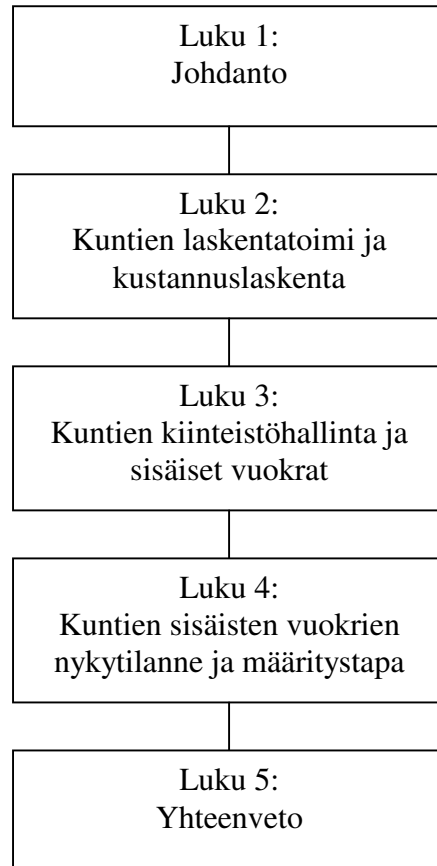 Luku 1:
Johdanto
Luku 2:
Kuntien laskentatoimi ja
kustannuslaskenta
Luku 3:
Kuntien kiinteistöhallinta ja
sisäiset vuokrat
Luku 4:
Kuntien sisäisten vuokrien
nykytilanne ja määritystapa
Luku 5:
Yhteenveto